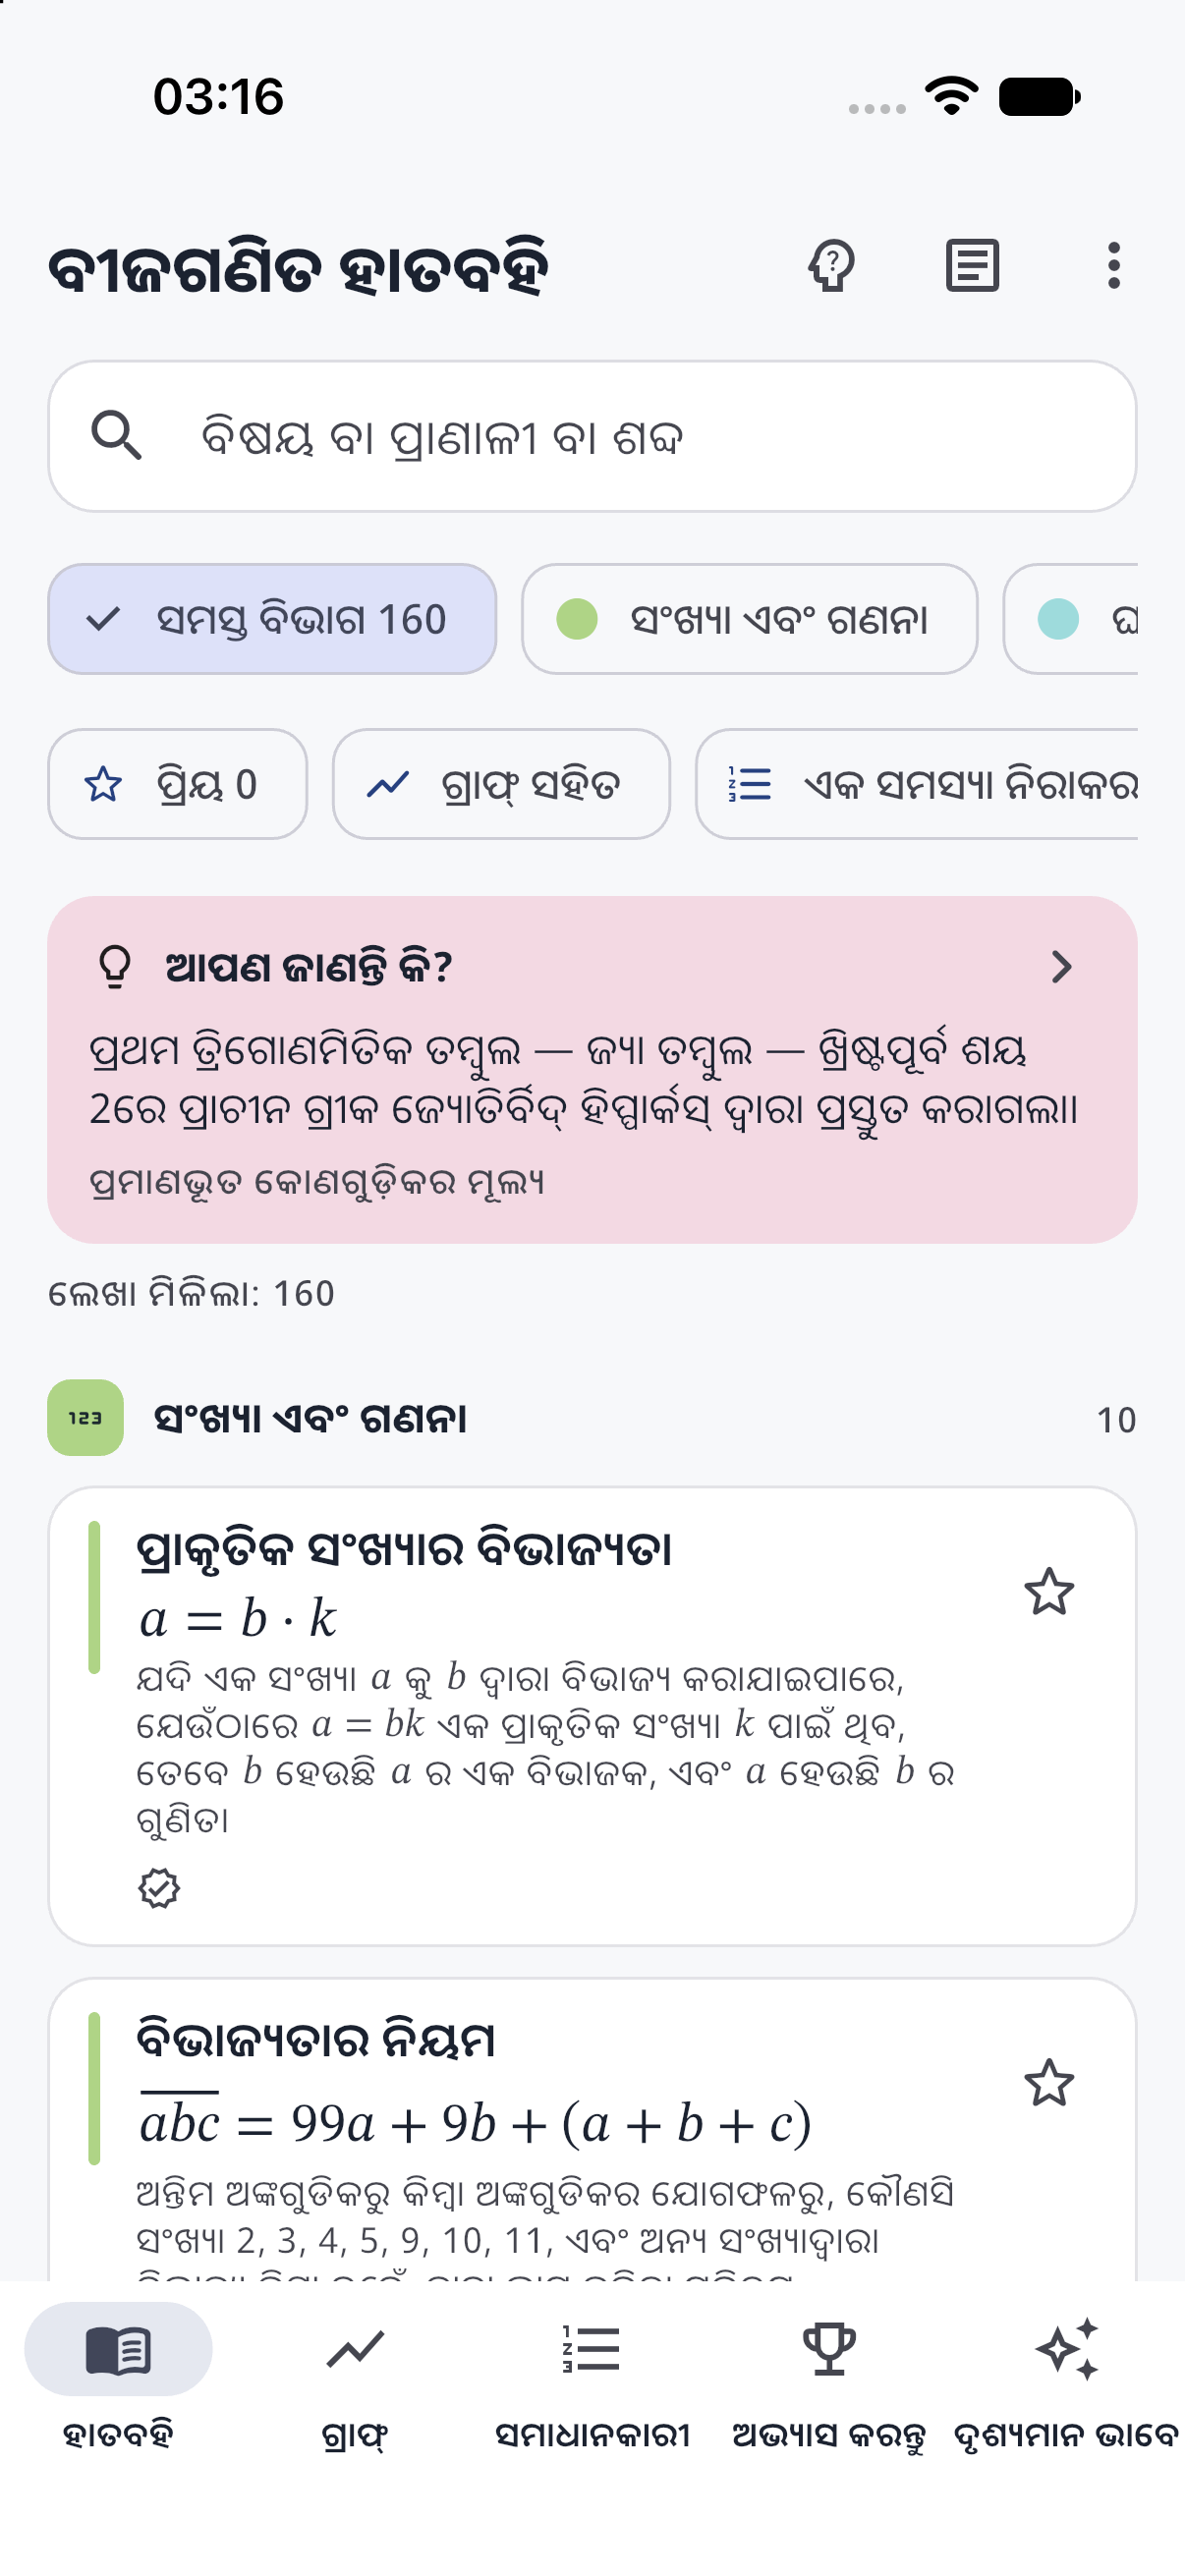 03:16
ବୀଜଗଣିତ ହାତବହି
ବିଷୟ ବା ପ୍ରାଣାଳୀ ବା ଶବ୍ଦ
ସମସ୍ତ ବିଭାଗ 160
ସଂଖ୍ୟା ଏବଂ ଗଣନା
ଘ
ପ୍ରିୟ 0
ଗ୍ରାଫ୍ ସହିତ
ଏକ ସମସ୍ୟା ନିରାକର
ଆପଣ ଜାଣନ୍ତି କି?
ପ୍ରଥମ ତ୍ରିଗୋଣମିତିକ ତମ୍ବୁଲ — ଜ୍ୟା ତମ୍ବୁଲ — ଖ୍ରିଷ୍ଟପୂର୍ବ ଶୟ
2ରେ ପ୍ରାଚୀନ ଗ୍ରୀକ ଜ୍ୟୋତିର୍ବିଦ୍ ହିପ୍ପାର୍କସ୍ ଦ୍ୱାରା ପ୍ରସ୍ତୁତ କରାଗଲା।
ପ୍ରମାଣଭୂତ କୋଣଗୁଡ଼ିକର ମୂଲ୍ୟ
ଲେଖା ମିଳିଲା: 160
123 ସଂଖ୍ୟା ଏବଂ ଗଣନା 10
ପ୍ରାକୃତିକ ସଂଖ୍ୟାର ବିଭାଜ୍ୟତା
a = b · k
ଯଦି ଏକ ସଂଖ୍ୟା a କୁ b ଦ୍ୱାରା ବିଭାଜ୍ୟ କରାଯାଇପାରେ,
ଯେଉଁଠାରେ a = bk ଏକ ପ୍ରାକୃତିକ ସଂଖ୍ୟା k ପାଇଁ ଥିବ,
ତେବେ b ହେଉଛି a ର ଏକ ବିଭାଜକ, ଏବଂ a ହେଉଛି b ର
ଗୁଣିତ।
ବିଭାଜ୍ୟତାର ନିୟମ
a̅b̅c̅ = 99a + 9b + (a + b + c)
ଅନ୍ତିମ ଅଙ୍କଗୁଡିକରୁ କିମ୍ବା ଅଙ୍କଗୁଡିକର ଯୋଗଫଳରୁ, କୌଣସି
ସଂଖ୍ୟା 2, 3, 4, 5, 9, 10, 11, ଏବଂ ଅନ୍ୟ ସଂଖ୍ୟାଦ୍ୱାରା
ହାତବହି
ଗ୍ରାଫ୍
ସମାଧାନକାରୀ
ଅଭ୍ୟାସ କରନ୍ତୁ
ଦୃଶ୍ୟମାନ ଭାବେ